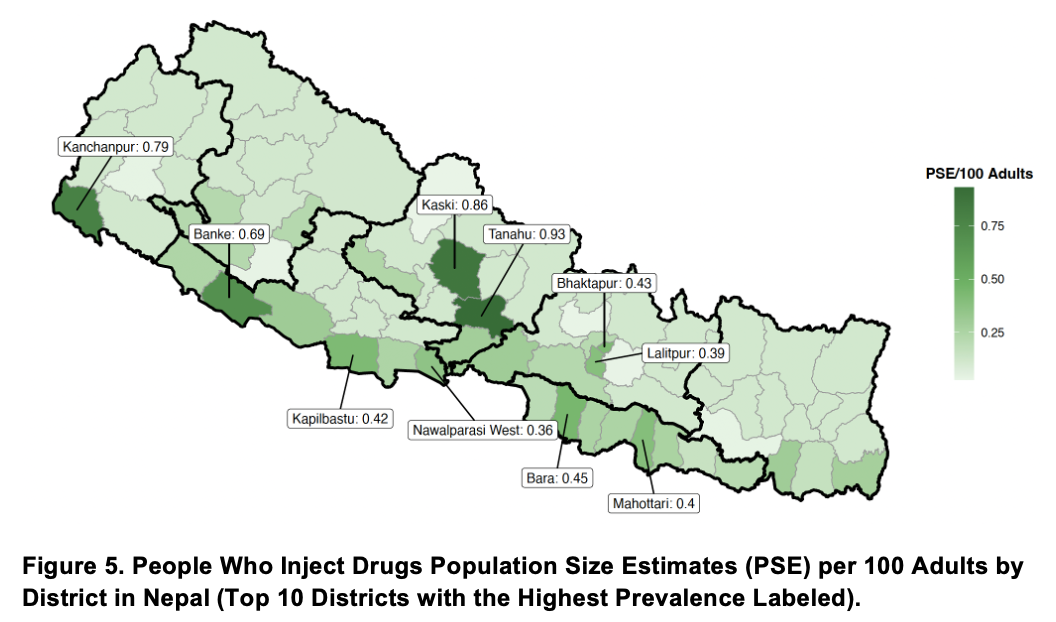 Kanchanpur: 0.79
Kaski: 0.86
Banke: 0.69
Tanahu: 0.93
Bhaktapur: 0.43
Lalitpur: 0.39
Kapilbastu: 0.42
Nawalparasi West: 0.36
Bara: 0.45
Mahottari: 0.4
PSE/100 Adults
0.75
0.50
0.25
Figure 5. People Who Inject Drugs Population Size Estimates (PSE) per 100 Adults by
District in Nepal (Top 10 Districts with the Highest Prevalence Labeled).